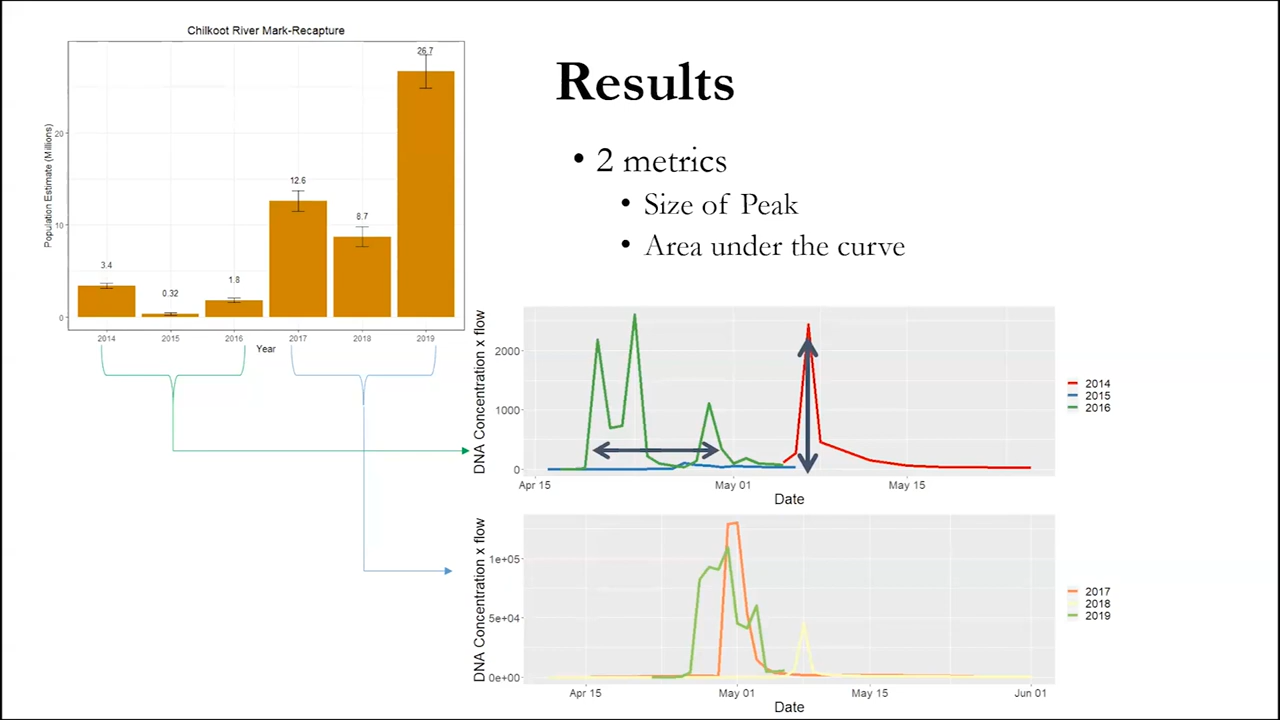 Chilkoot River Mark-Recapture
Population Estimate (Millions)
20
10
0
3.4
0.32
1.8
12.6
8.7
26.7
2014
2015
2016
2017
2018
2019
Year
Results
• 2 metrics
• Size of Peak
• Area under the curve
DNA Concentration x flow
2000
1000
0
Apr 15
May 01
May 15
Date
2014
2015
2016
DNA Concentration x flow
1e+05
5e+04
0e+00
Apr 15
May 01
May 15
Jun 01
Date
2017
2018
2019